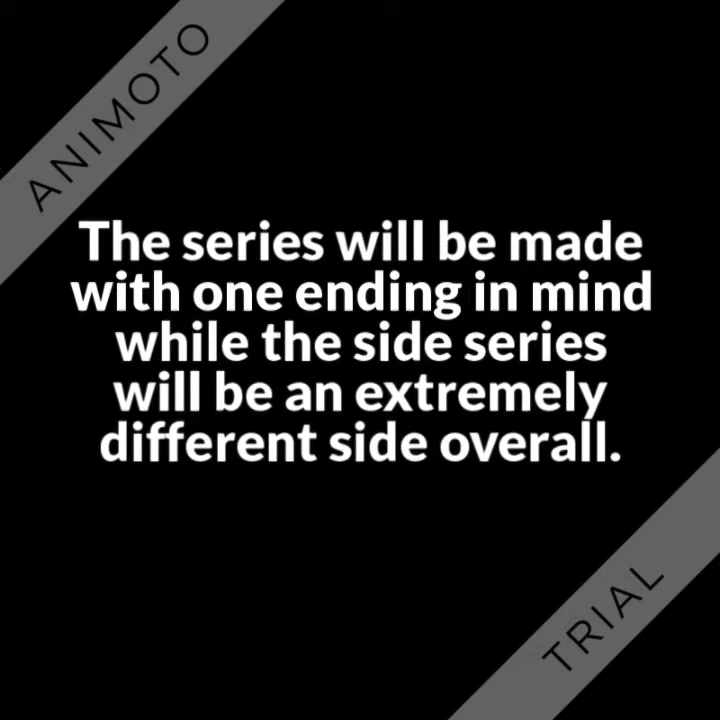 ANIMOTO
The series will be made
with one ending in mind
while the side series
will be an extremely
different side overall.
TRIAL